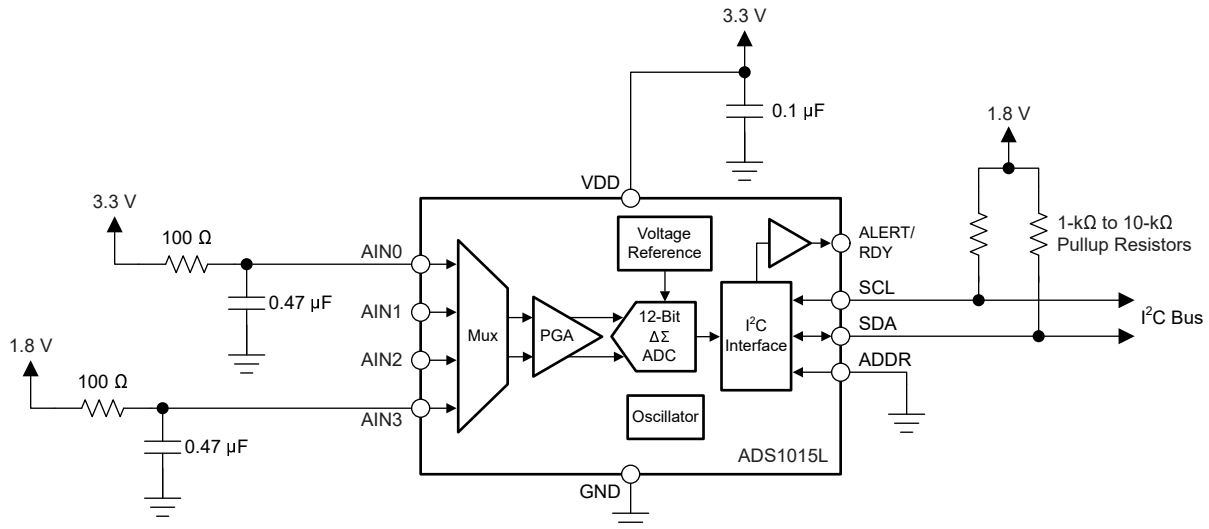 3.3 V
0.1 µF
1.8 V
1-kΩ to 10-kΩ
Pullup Resistors
VDD
3.3 V
100 Ω
0.47 µF
AIN0
AIN1
AIN2
AIN3
1.8 V
100 Ω
0.47 µF
Mux
PGA
Voltage
Reference
12-Bit
ΔΣ
ADC
I²C
Interface
Oscillator
ADS1015L
GND
ALERT/
RDY
SCL
SDA
ADDR
I²C Bus